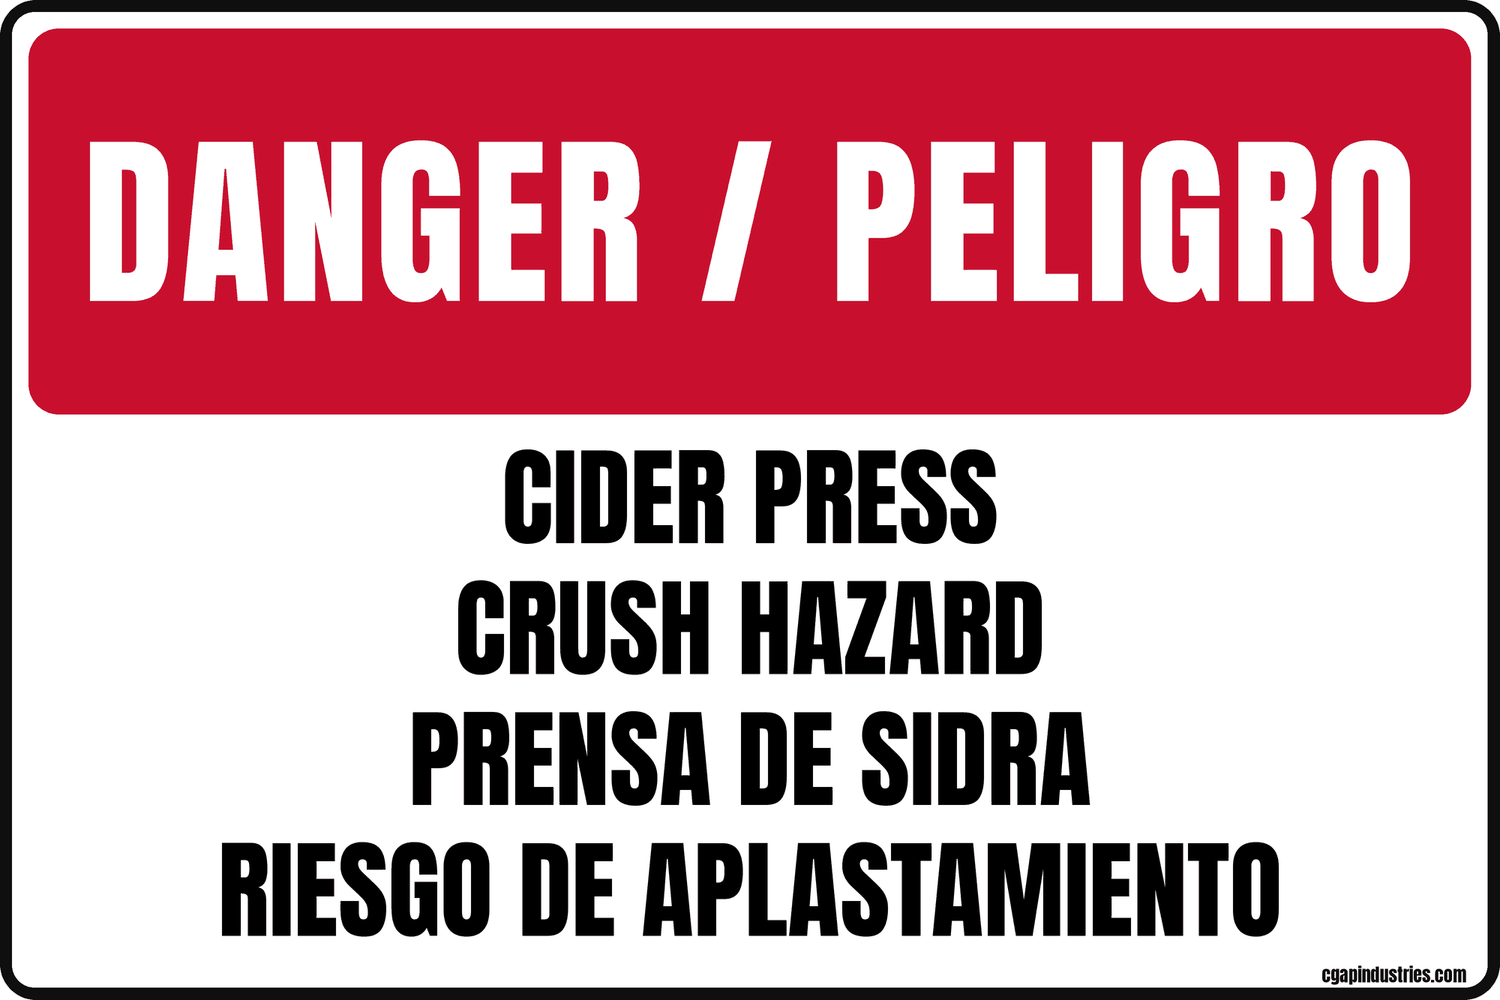 DANGER / PELIGRO
CIDER PRESS
CRUSH HAZARD
PRENSA DE SIDRA
RIESGO DE APLASTAMIENTO
cgapindustries.com